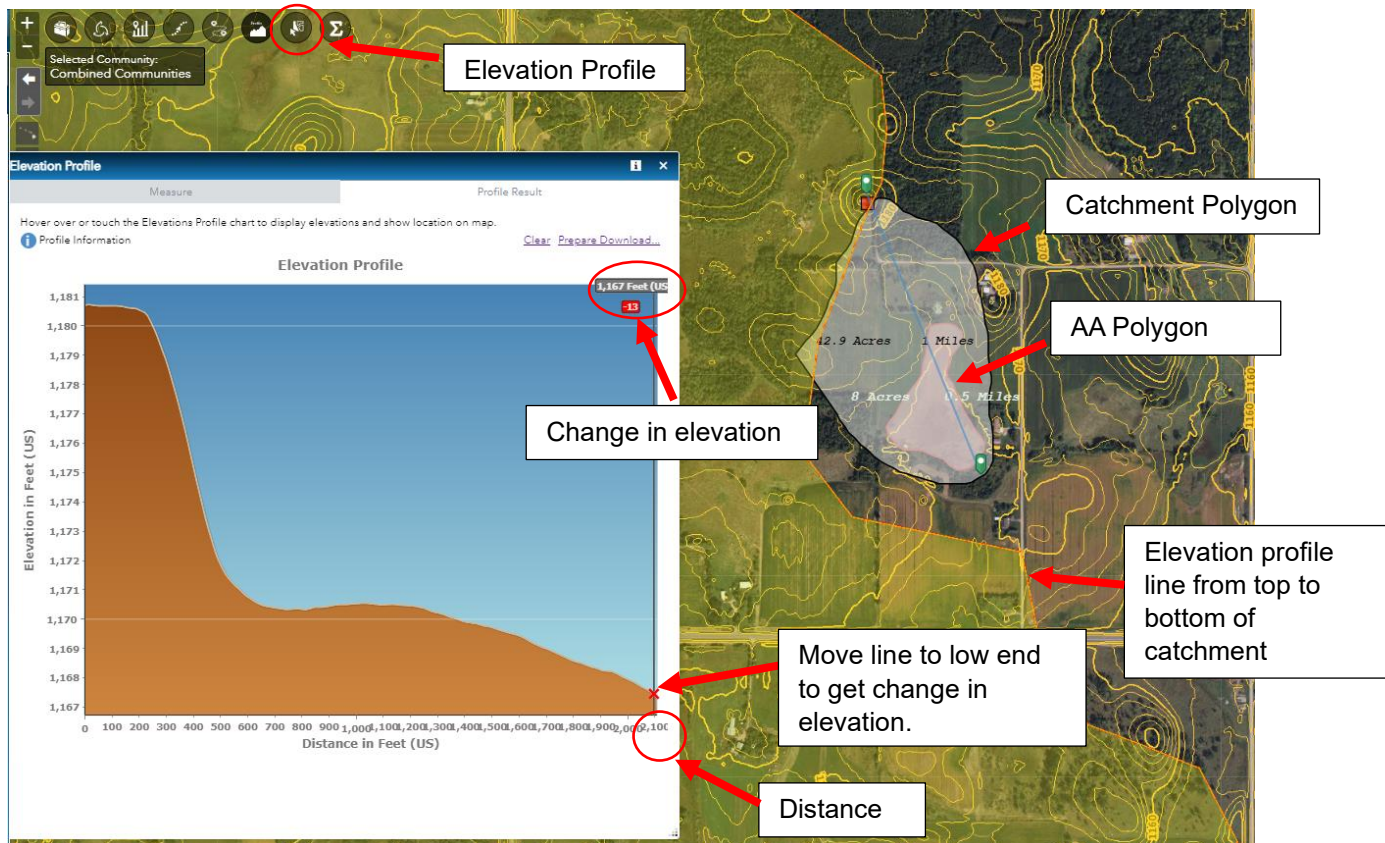 +
−
Σ
Selected Community:
Combined Communities
Elevation Profile
Elevation Profile
Measure
Profile Result
Hover over or touch the Elevations Profile chart to display elevations and show location on map.
Profile Information
Clear
Prepare Download...
Elevation Profile
1,167 Feet (US
-13
1,181
1,180
1,179
1,178
1,177
1,176
1,175
1,174
1,173
1,172
1,171
1,170
1,169
1,168
1,167
Elevation in Feet (US)
0 100 200 300 400 500 600 700 800 900 1,000 1,100 1,200 1,300 1,400 1,500 1,600 1,700 1,800 1,900 2,000 2,100
Distance in Feet (US)
Change in elevation
Catchment Polygon
AA Polygon
42.9 Acres 1 Miles
8 Acres 0.5 Miles
1170
1170
1180
1180
1170
1160
1160
1160
1160
Elevation profile
line from top to
bottom of
catchment
Move line to low end
to get change in
elevation.
Distance